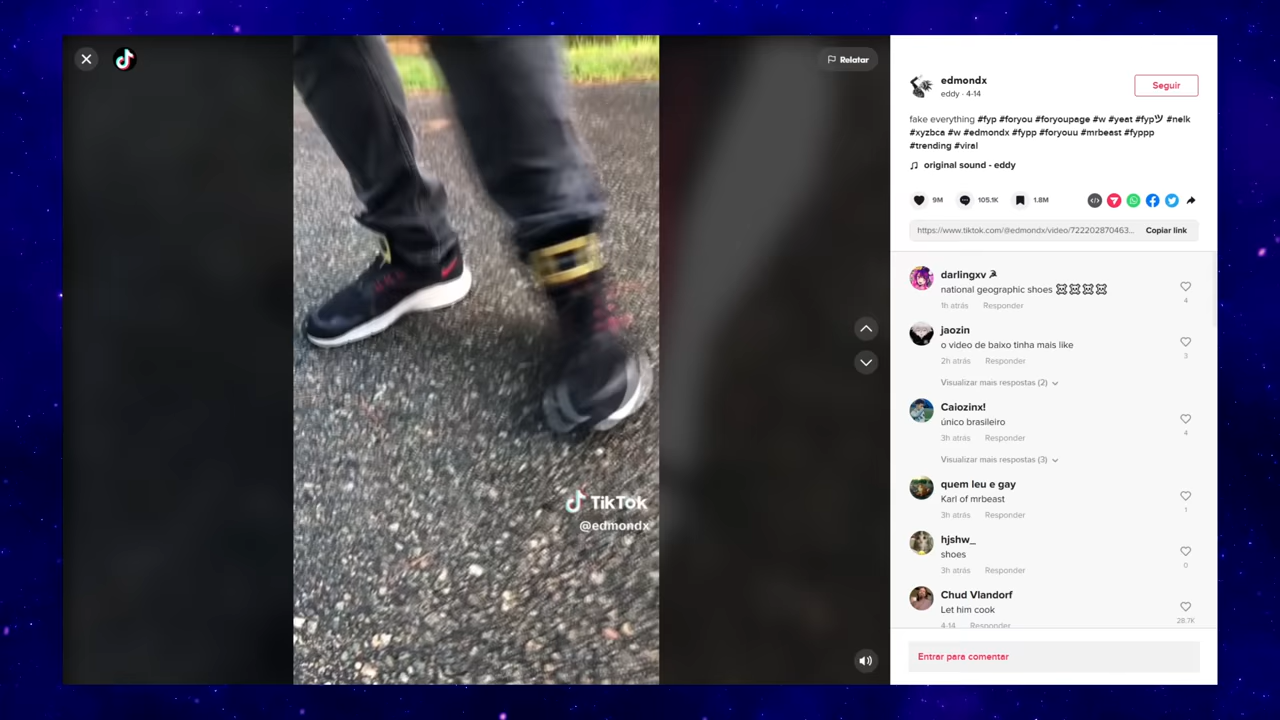 Relatar
TikTok
@edmondx
edmondx
eddy · 4-14
Seguir
fake everything #fyp #foryou #foryoupage #w #yeat #fypシ #nelk
#xyzbca #w #edmondx #fypp #foryouu #mrbeast #fyppp
#trending #viral
original sound - eddy
9M
105.1K
1.8M
https://www.tiktok.com/@edmondx/video/722202870463...
Copiar link
darlingxv
national geographic shoes
1h atrás Responder
4
jaozin
o video de baixo tinha mais like
2h atrás Responder
3
Visualizar mais respostas (2)
Caiozinx!
único brasileiro
3h atrás Responder
4
Visualizar mais respostas (3)
quem leu e gay
Karl of mrbeast
3h atrás Responder
1
hjshw_
shoes
3h atrás Responder
0
Chud Vlandorf
Let him cook
4-14 Responder
28.7K
Entrar para comentar